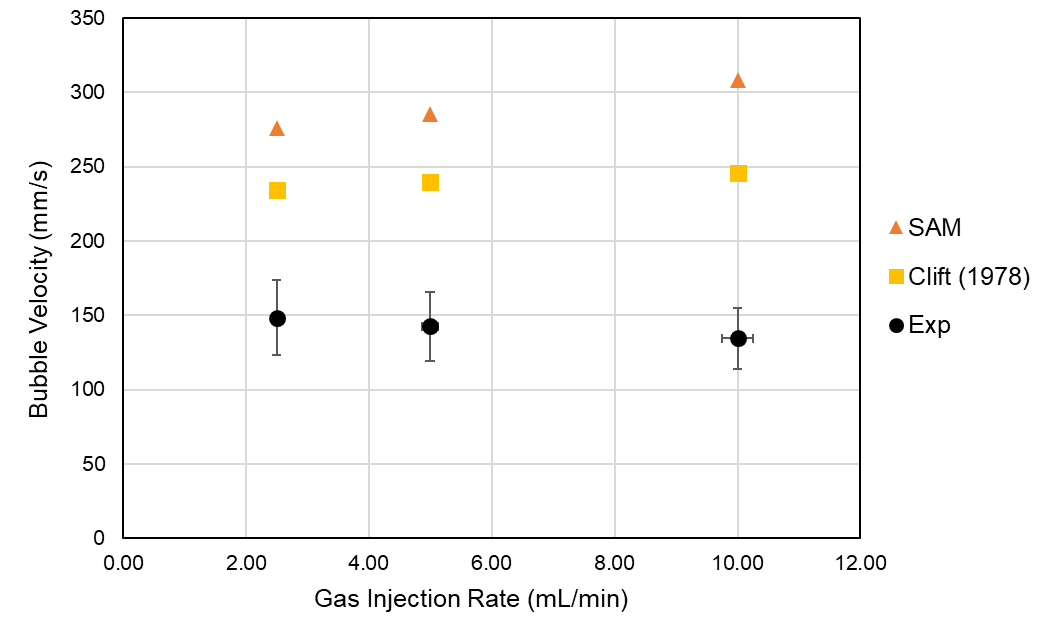 350
300
250
200
150
100
50
0
0.00 2.00 4.00 6.00 8.00 10.00 12.00
Bubble Velocity (mm/s)
Gas Injection Rate (mL/min)
SAM
Clift (1978)
Exp